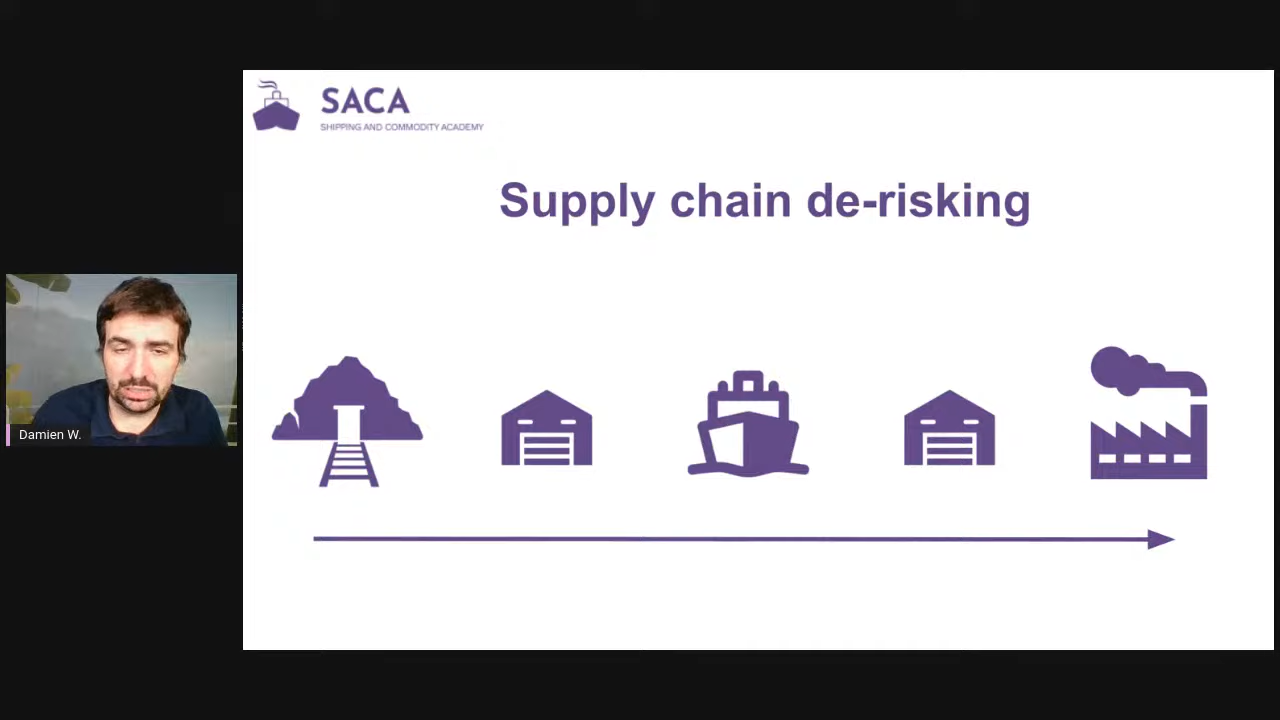 SACA
SHIPPING AND COMMODITY ACADEMY
Supply chain de-risking
Damien W.